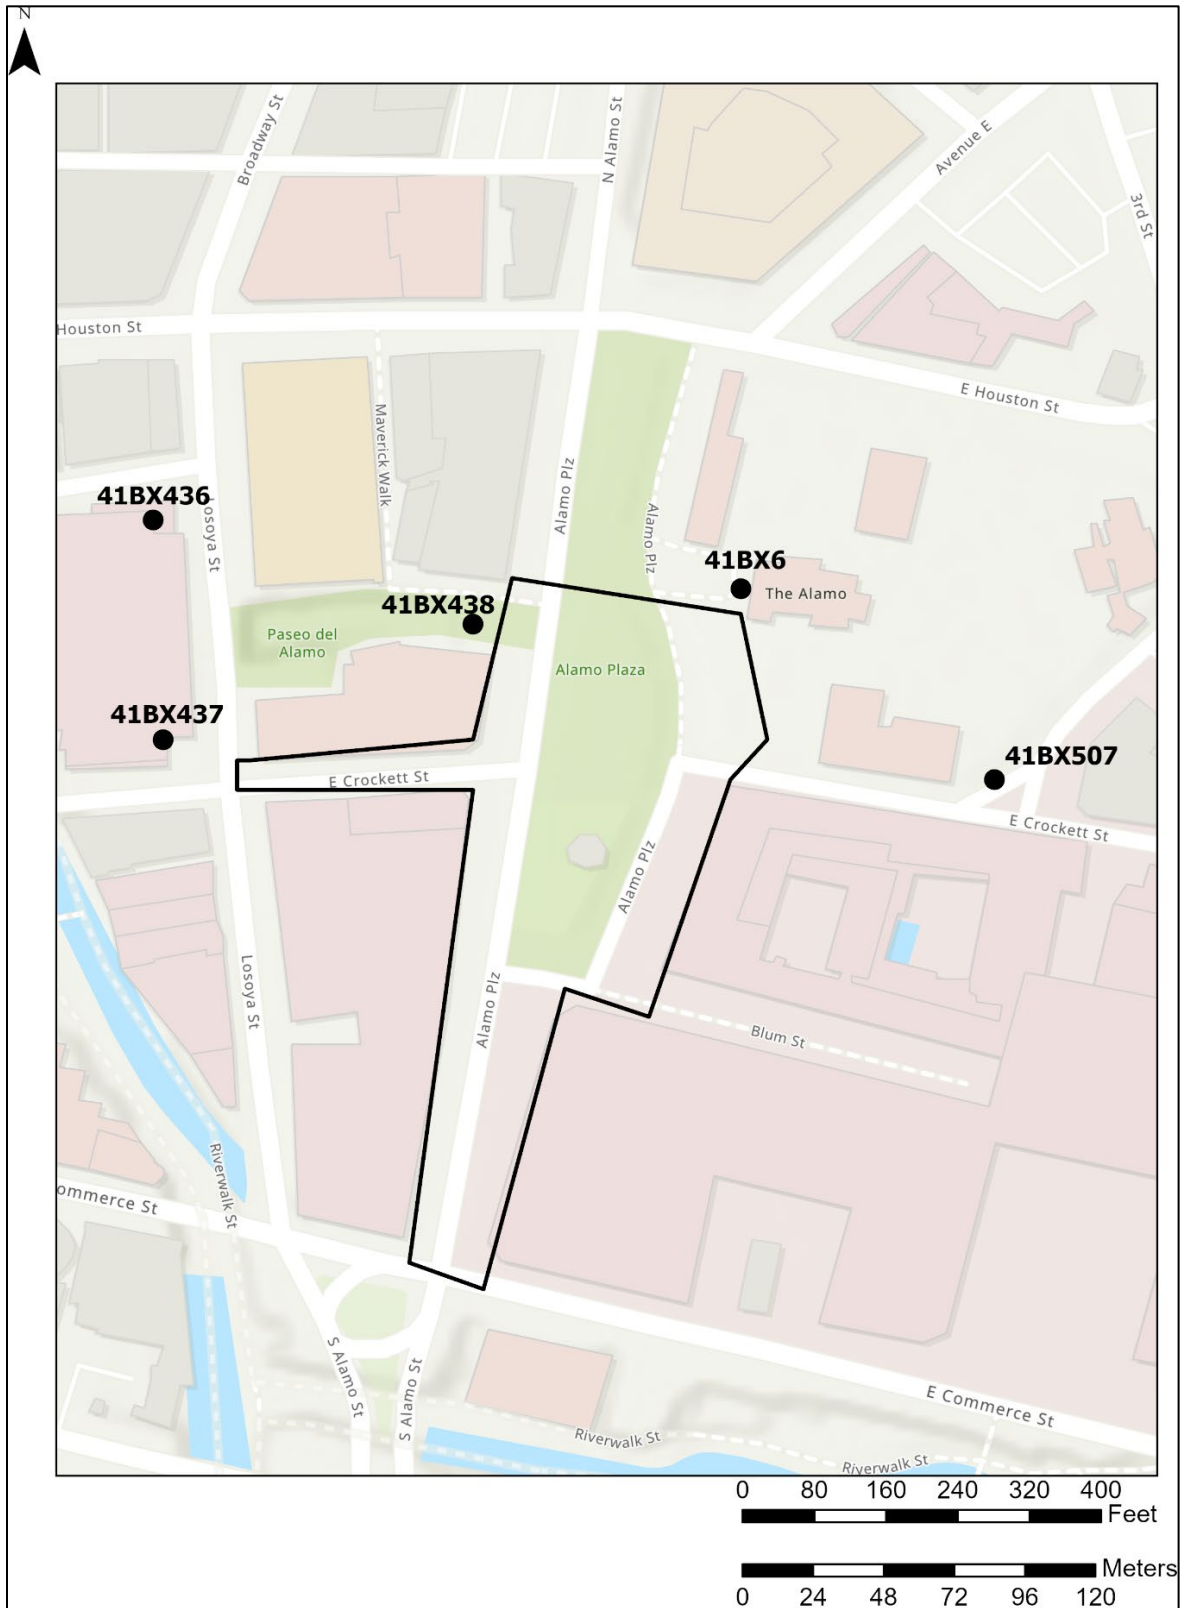 N
Broadway St
N Alamo St
Avenue E
3rd St
Houston St
E Houston St
Maverick Walk
Alamo Plz
Alamo Plz
41BX436
Losoya St
41BX6
The Alamo
41BX438
Paseo del
Alamo
Alamo Plaza
41BX437
41BX507
E Crockett St
E Crockett St
Alamo Plz
Losoya St
Alamo Plz
Blum St
Riverwalk St
ommerce St
S Alamo St
S Alamo St
E Commerce St
Riverwalk St
Riverwalk St
0 80 160 240 320 400
Feet
Meters
0 24 48 72 96 120